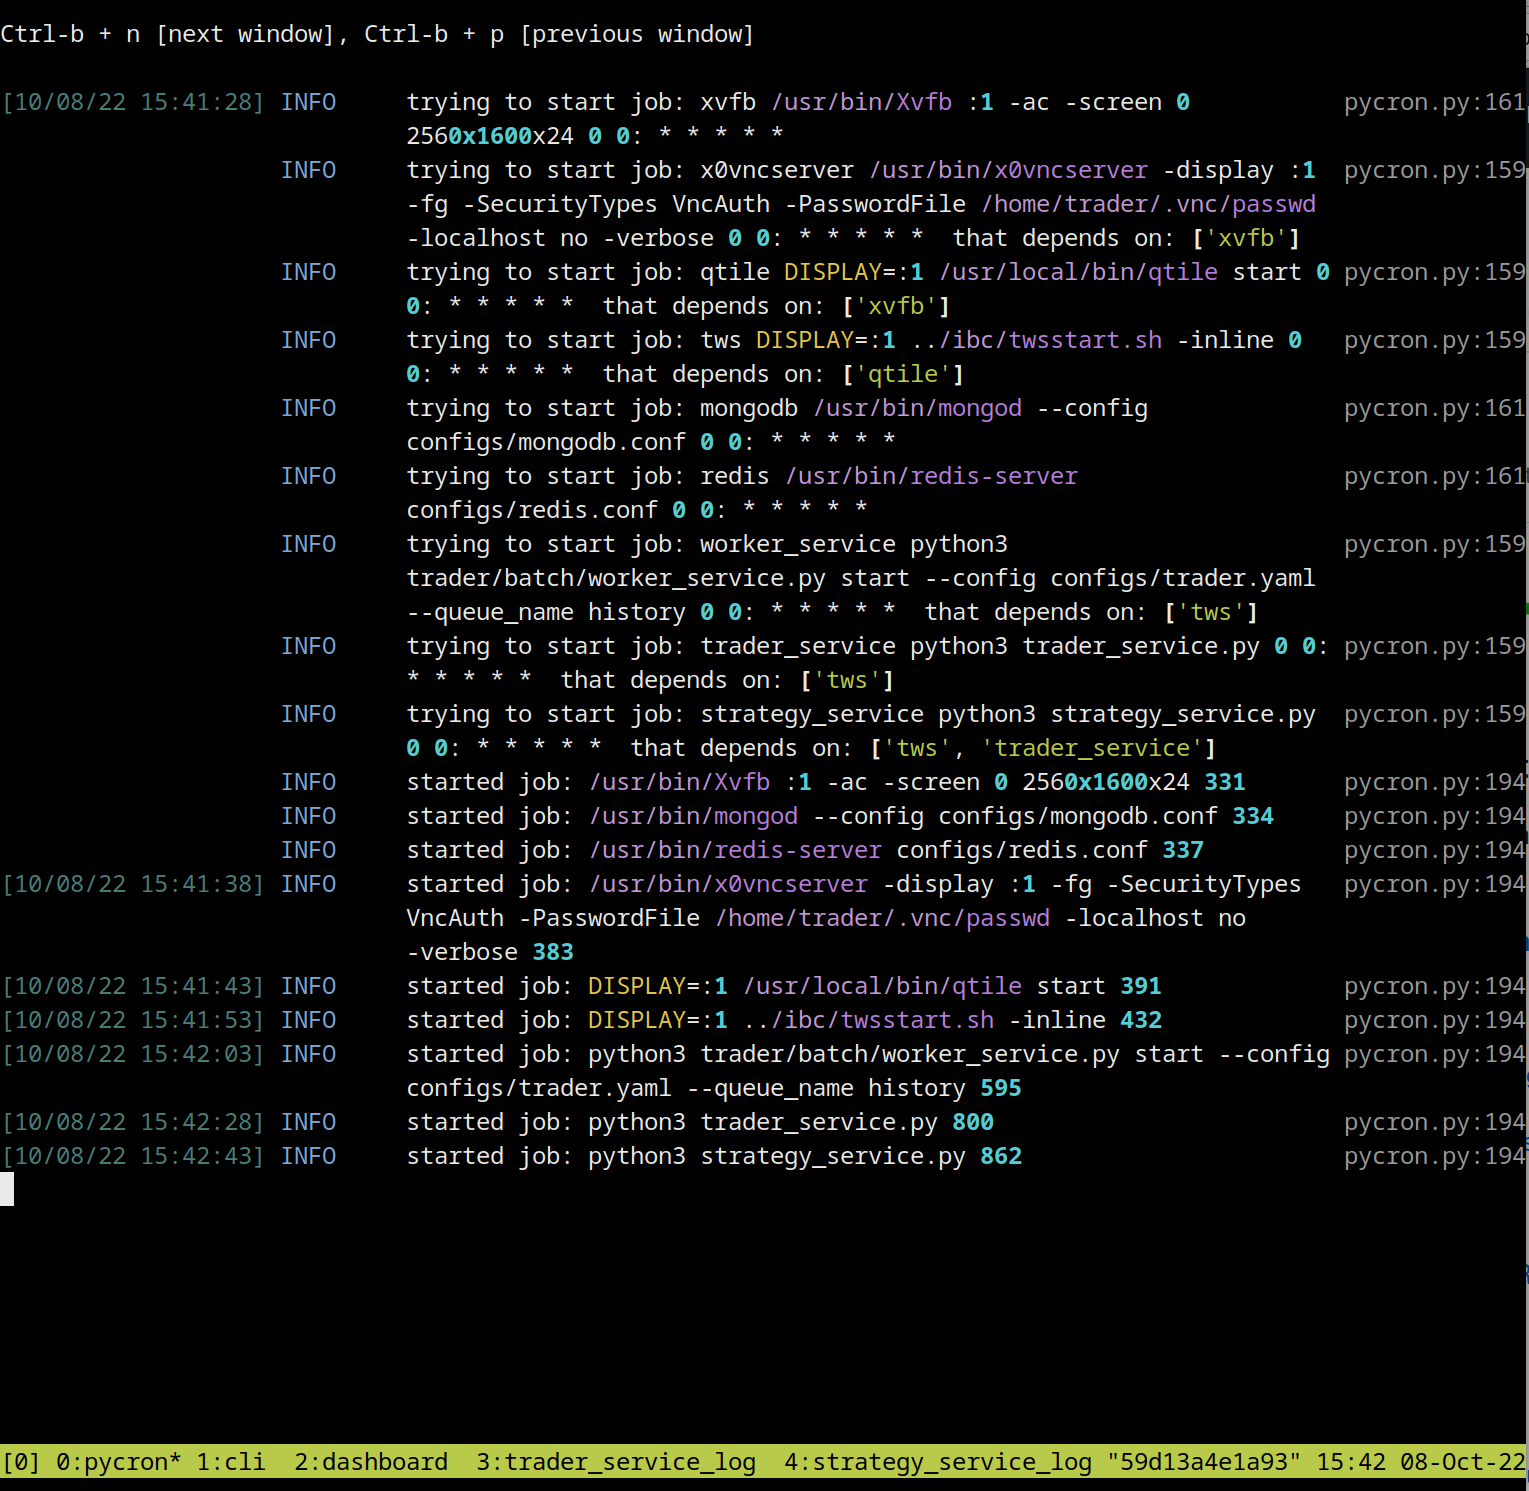 Ctrl-b + n [next window], Ctrl-b + p [previous window]
[10/08/22 15:41:28] INFO trying to start job: xvfb /usr/bin/Xvfb :1 -ac -screen 0 pycron.py:161
2560x1600x24 0 0: * * * * *
INFO trying to start job: x0vncserver /usr/bin/x0vncserver -display :1 pycron.py:159
-fg -SecurityTypes VncAuth -PasswordFile /home/trader/.vnc/passwd
-localhost no -verbose 0 0: * * * * *  that depends on: ['xvfb']
INFO trying to start job: qtile DISPLAY=:1 /usr/local/bin/qtile start 0 pycron.py:159
0: * * * * *  that depends on: ['xvfb']
INFO trying to start job: tws DISPLAY=:1 ../ibc/twsstart.sh -inline 0 pycron.py:159
0: * * * * *  that depends on: ['qtile']
INFO trying to start job: mongodb /usr/bin/mongod --config pycron.py:161
configs/mongodb.conf 0 0: * * * * *
INFO trying to start job: redis /usr/bin/redis-server pycron.py:161
configs/redis.conf 0 0: * * * * *
INFO trying to start job: worker_service python3 pycron.py:159
trader/batch/worker_service.py start --config configs/trader.yaml
--queue_name history 0 0: * * * * *  that depends on: ['tws']
INFO trying to start job: trader_service python3 trader_service.py 0 0: pycron.py:159
* * * * *  that depends on: ['tws']
INFO trying to start job: strategy_service python3 strategy_service.py pycron.py:159
0 0: * * * * *  that depends on: ['tws', 'trader_service']
INFO started job: /usr/bin/Xvfb :1 -ac -screen 0 2560x1600x24 331 pycron.py:194
INFO started job: /usr/bin/mongod --config configs/mongodb.conf 334 pycron.py:194
INFO started job: /usr/bin/redis-server configs/redis.conf 337 pycron.py:194
[10/08/22 15:41:38] INFO started job: /usr/bin/x0vncserver -display :1 -fg -SecurityTypes pycron.py:194
VncAuth -PasswordFile /home/trader/.vnc/passwd -localhost no
-verbose 383
[10/08/22 15:41:43] INFO started job: DISPLAY=:1 /usr/local/bin/qtile start 391 pycron.py:194
[10/08/22 15:41:53] INFO started job: DISPLAY=:1 ../ibc/twsstart.sh -inline 432 pycron.py:194
[10/08/22 15:42:03] INFO started job: python3 trader/batch/worker_service.py start --config pycron.py:194
configs/trader.yaml --queue_name history 595
[10/08/22 15:42:28] INFO started job: python3 trader_service.py 800 pycron.py:194
[10/08/22 15:42:43] INFO started job: python3 strategy_service.py 862 pycron.py:194
[0] 0:pycron* 1:cli  2:dashboard  3:trader_service_log  4:strategy_service_log "59d13a4e1a93" 15:42 08-Oct-22